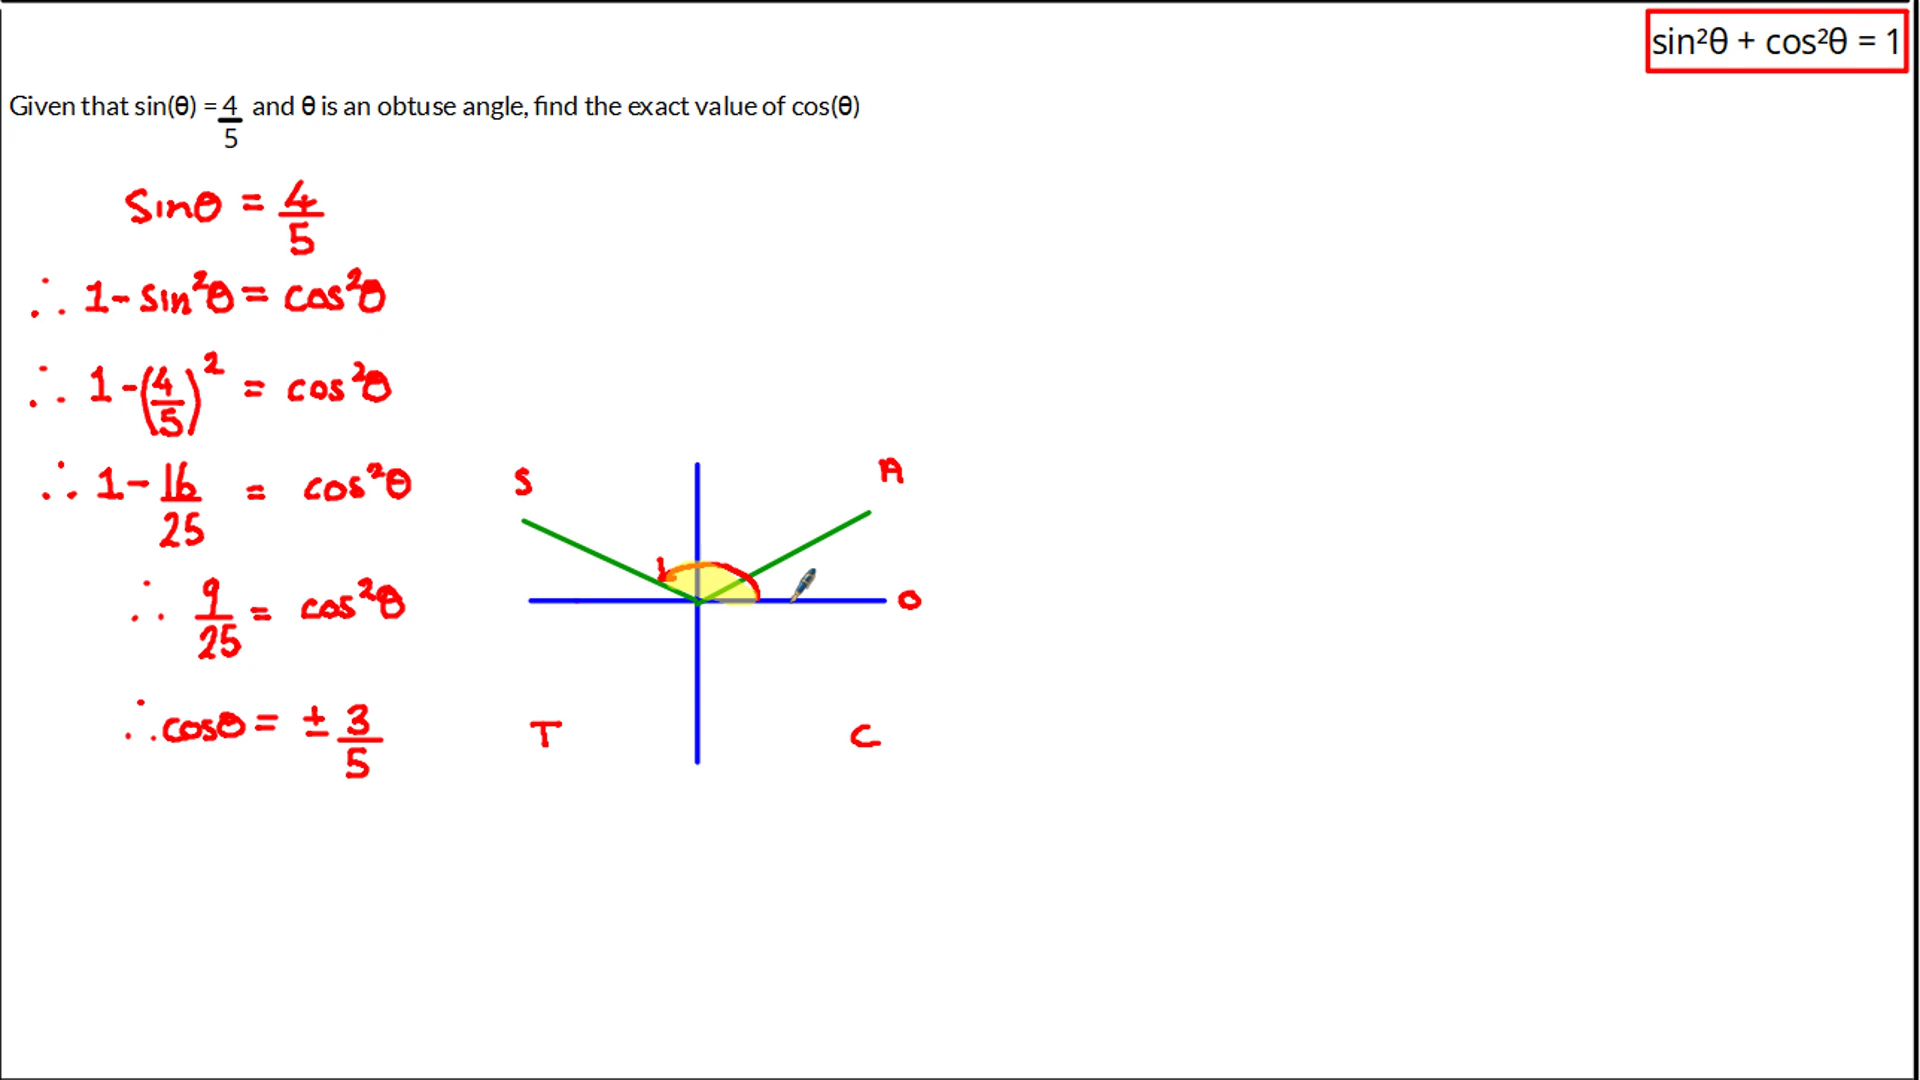 sin²θ + cos²θ = 1
Given that sin(θ) = 4/5 and θ is an obtuse angle, find the exact value of cos(θ)
sinθ = 4/5
∴ 1 - sin²θ = cos²θ
∴ 1 - (4/5)² = cos²θ
∴ 1 - 16/25 = cos²θ
∴ 9/25 = cos²θ
∴ cosθ = ± 3/5
S A
0
T C